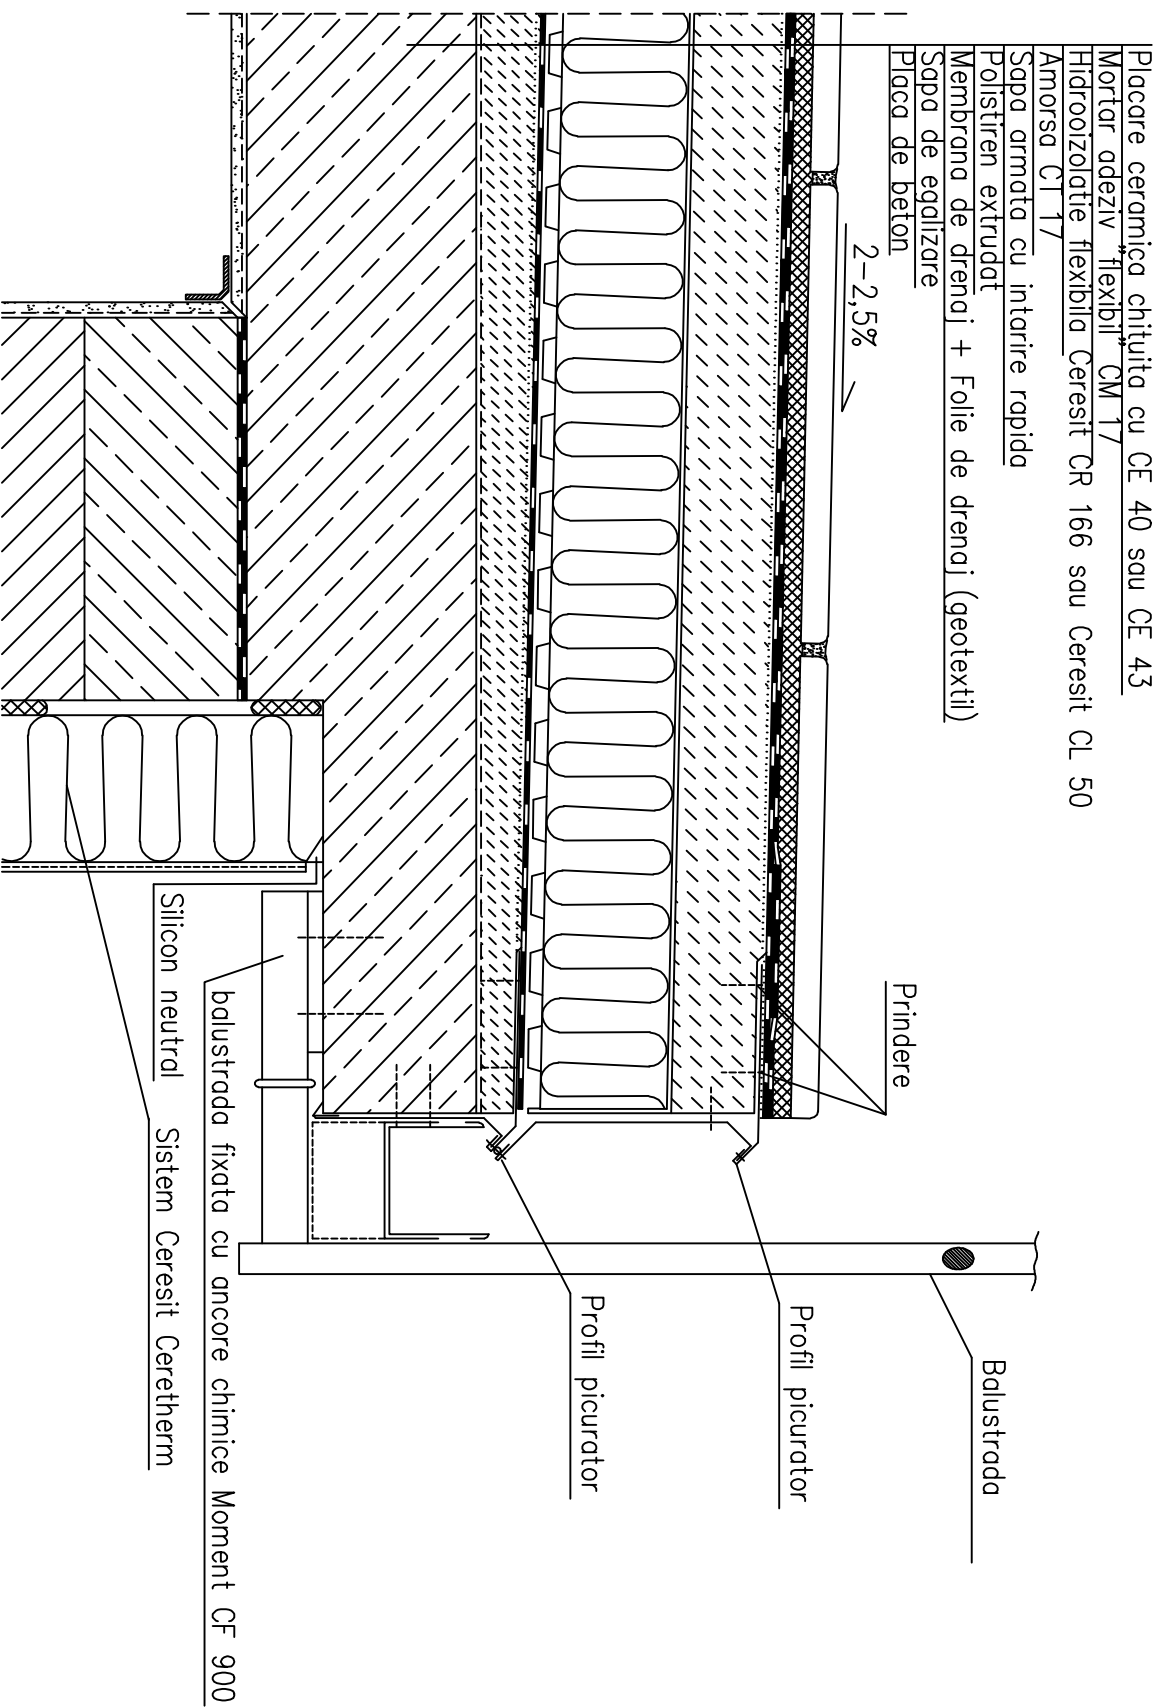 Placare ceramica chituita cu CE 40 sau CE 43
Mortar adeziv „flexibil” CM 17
Hidrooizolatie flexibila Ceresit CR 166 sau Ceresit CL 50
Amorsa CT 17
Sapa armata cu intarire rapida
Polistiren extrudat
Membrana de drenaj + Folie de drenaj (geotextil)
Sapa de egalizare
Placa de beton
2-2,5%
Prindere
Balustrada
Profil picurator
Profil picurator
balustrada fixata cu ancore chimice Moment CF 900
Silicon neutral
Sistem Ceresit Ceretherm